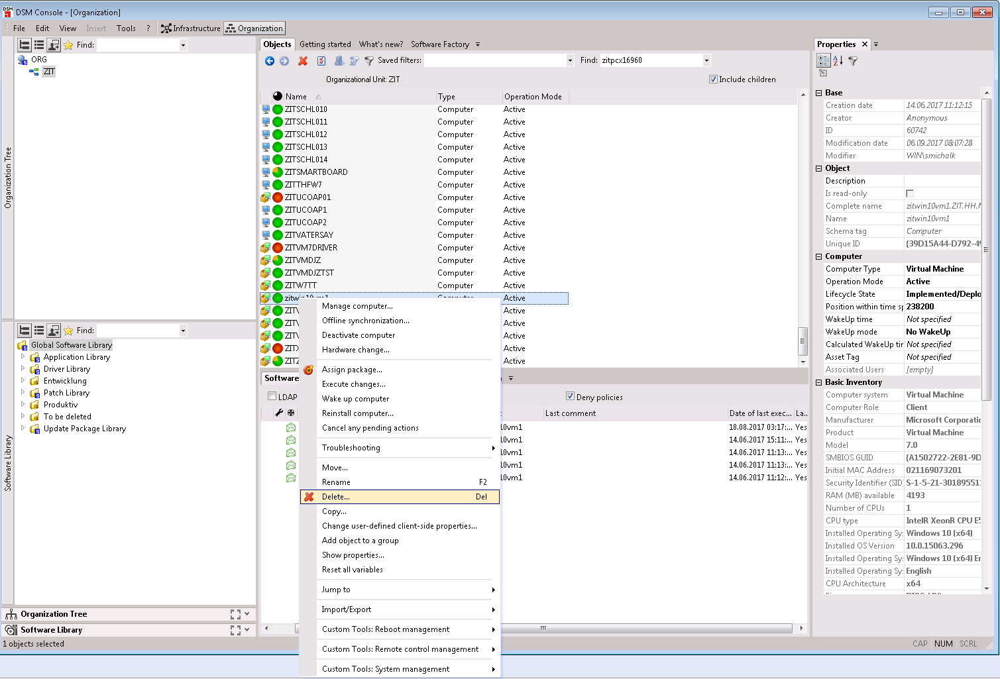 DSM Console - [Organization]
File Edit View Insert Tools ? Infrastructure Organization
Organization Tree
Find:
ORG
ZIT
Software Library
Find:
Global Software Library
Application Library
Driver Library
Entwicklung
Patch Library
Produktiv
To be deleted
Update Package Library
Organization Tree
Software Library
1 objects selected
Objects Getting started What's new? Software Factory
Saved filters: Find: zitpcx16960
Organizational Unit: ZIT Include children
Name Type Operation Mode
ZITSCHL010 Computer Active
ZITSCHL011 Computer Active
ZITSCHL012 Computer Active
ZITSCHL013 Computer Active
ZITSCHL014 Computer Active
ZITSMARTBOARD Computer Active
ZITTHFW7 Computer Active
ZITUCOAP01 Computer Active
ZITUCOAP1 Computer Active
ZITUCOAP2 Computer Active
ZITVATERSAY Computer Active
ZITVM7DRIVER Computer Active
ZITVMDJZ Computer Active
ZITVMDJZTST Computer Active
ZITW7TT Computer Active
zitwin10vm1 Computer Active
Active
Active
Active
Active
Active
Manage computer...
Offline synchronization...
Deactivate computer
Hardware change...
Assign package...
Execute changes...
Wake up computer
Reinstall computer...
Cancel any pending actions
Troubleshooting
Move...
Rename F2
Delete... Del
Copy...
Change user-defined client-side properties...
Add object to a group
Show properties...
Reset all variables
Jump to
Import/Export
Custom Tools: Reboot management
Custom Tools: Remote control management
Custom Tools: System management
Software
LDAP Deny policies
Last comment Date of last exec... La...
10vm1 18.08.2017 03:17:... Yes
10vm1 14.06.2017 15:11:... Yes
10vm1 14.06.2017 11:13:... Yes
10vm1 14.06.2017 11:13:... Yes
10vm1 14.06.2017 11:12:... Yes
Properties
Base
Creation date 14.06.2017 11:12:15
Creator Anonymous
ID 60742
Modification date 06.09.2017 08:07:28
Modifier WIN\smichalk
Object
Description
Is read-only
Complete name zitwin10vm1.ZIT.HH.
Name zitwin10vm1
Schema tag Computer
Unique ID {39D15A44-D792-49
Computer
Computer Type Virtual Machine
Operation Mode Active
Lifecycle State Implemented/Deplo
Position within time sp 238200
WakeUp time Not specified
WakeUp mode No WakeUp
Calculated WakeUp tir Not specified
Asset Tag Not specified
Associated Users [empty]
Basic Inventory
Computer system Virtual Machine
Computer Role Client
Manufacturer Microsoft Corporatic
Product Virtual Machine
Model 7.0
SMBIOS GUID {A1502722-2E81-9D
Initial MAC Address 021169073201
Security Identifier (SID) S-1-5-21-30189551
RAM (MB) available 4193
Number of CPUs 1
CPU type IntelR XeonR CPU E5
Installed Operating Sy: Windows 10 (x64)
Installed OS Version 10.0.15063.296
Installed Operating Sy: Windows 10 (x64) Er
Installed Operating Sy: English
CPU Architecture x64
CAP NUM SCRL